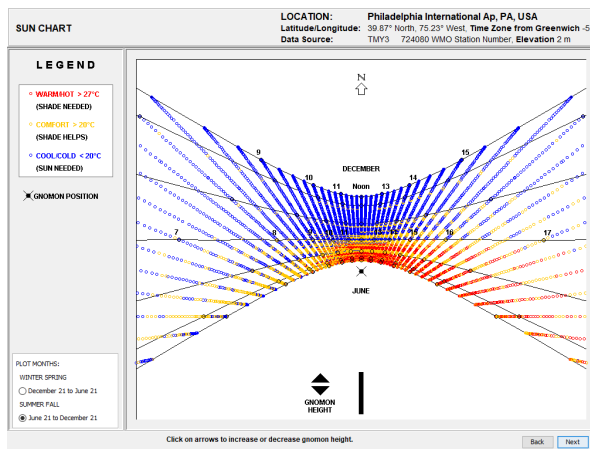 SUN CHART
LOCATION: Philadelphia International Ap, PA, USA
Latitude/Longitude: 39.87° North, 75.23° West, Time Zone from Greenwich -5
Data Source: TMY3 724080 WMO Station Number, Elevation 2 m
LEGEND
WARM/HOT > 27°C
(SHADE NEEDED)
COMFORT > 20°C
(SHADE HELPS)
COOL/COLD < 20°C
(SUN NEEDED)
GNOMON POSITION
N
DECEMBER
9 10 11 Noon 13 14 15
7 8 9 15 16 17
JUNE
GNOMON
HEIGHT
PLOT MONTHS:
WINTER SPRING
December 21 to June 21
SUMMER FALL
June 21 to December 21
Click on arrows to increase or decrease gnomon height.
Back Next